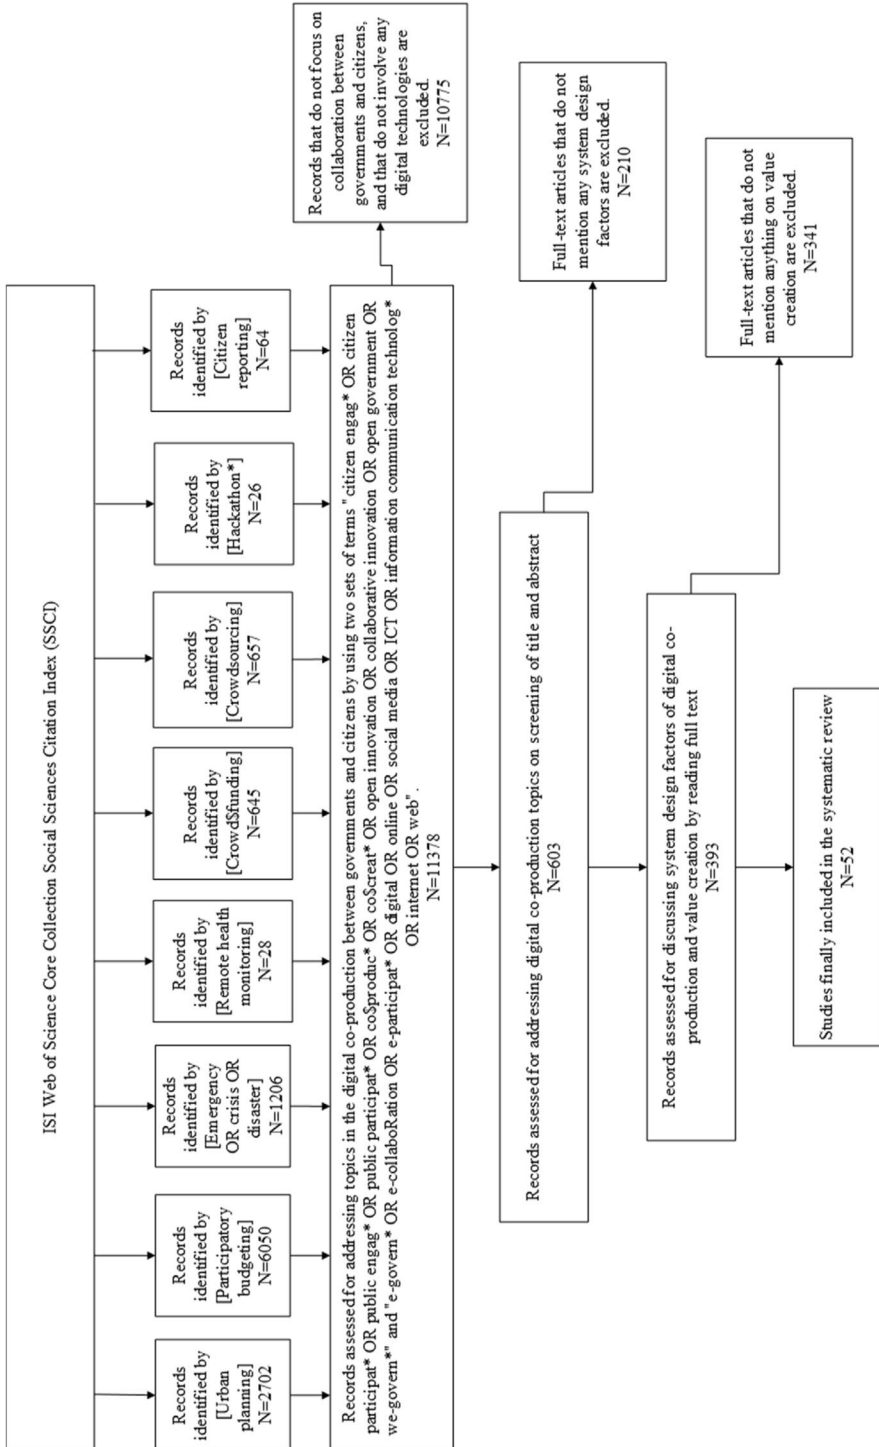 ISI Web of Science Core Collection Social Sciences Citation Index (SSCI)
Records
identified by
[Urban
planning]
N=2702
Records
identified by
[Participatory
budgeting]
N=6050
Records
identified by
[Emergency
OR crisis OR
disaster]
N=1206
Records
identified by
[Remote health
monitoring]
N=28
Records
identified by
[Crowd$funding]
N=645
Records
identified by
[Crowdsourcing]
N=657
Records
identified by
[Hackathon*]
N=26
Records
identified by
[Citizen
reporting]
N=64
Records assessed for addressing topics in the digital co-production between governments and citizens by using two sets of terms "citizen engag* OR citizen
participat* OR public engag* OR public participat* OR co$produc* OR co$creat* OR open innovation OR collaborative innovation OR open government OR
we-govern*" and "e-govern* OR e-collaboRation OR e-participat* OR digital OR online OR social media OR ICT OR information communication technolog*
OR internet OR web".
N=11378
Records that do not focus on
collaboration between
governments and citizens,
and that do not involve any
digital technologies are
excluded.
N=10775
Records assessed for addressing digital co-production topics on screening of title and abstract
N=603
Full-text articles that do not
mention any system design
factors are excluded.
N=210
Records assessed for discussing system design factors of digital co-
production and value creation by reading full text
N=393
Full-text articles that do not
mention anything on value
creation are excluded.
N=341
Studies finally included in the systematic review
N=52